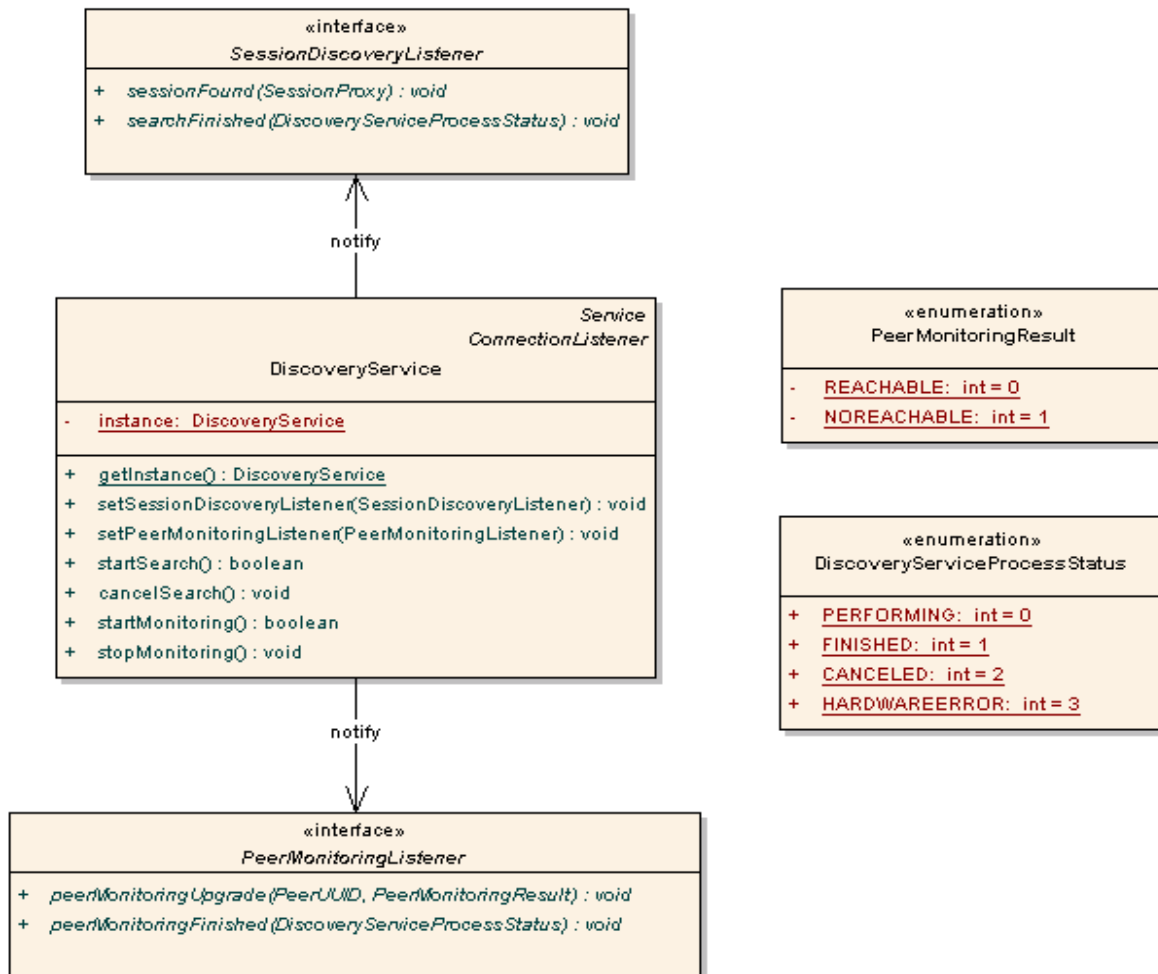 «interface»
SessionDiscoveryListener
+ sessionFound(SessionProxy) : void
+ searchFinished(DiscoveryServiceProcessStatus) : void
notify
Service
ConnectionListener
DiscoveryService
- instance: DiscoveryService
+ getInstance() : DiscoveryService
+ setSessionDiscoveryListener(SessionDiscoveryListener) : void
+ setPeerMonitoringListener(PeerMonitoringListener) : void
+ startSearch() : boolean
+ cancelSearch() : void
+ startMonitoring() : boolean
+ stopMonitoring() : void
notify
«interface»
PeerMonitoringListener
+ peerMonitoringUpgrade(PeerUUID, PeerMonitoringResult) : void
+ peerMonitoringFinished(DiscoveryServiceProcessStatus) : void
«enumeration»
PeerMonitoringResult
- REACHABLE: int = 0
- NOREACHABLE: int = 1
«enumeration»
DiscoveryServiceProcessStatus
+ PERFORMING: int = 0
+ FINISHED: int = 1
+ CANCELED: int = 2
+ HARDWAREERROR: int = 3